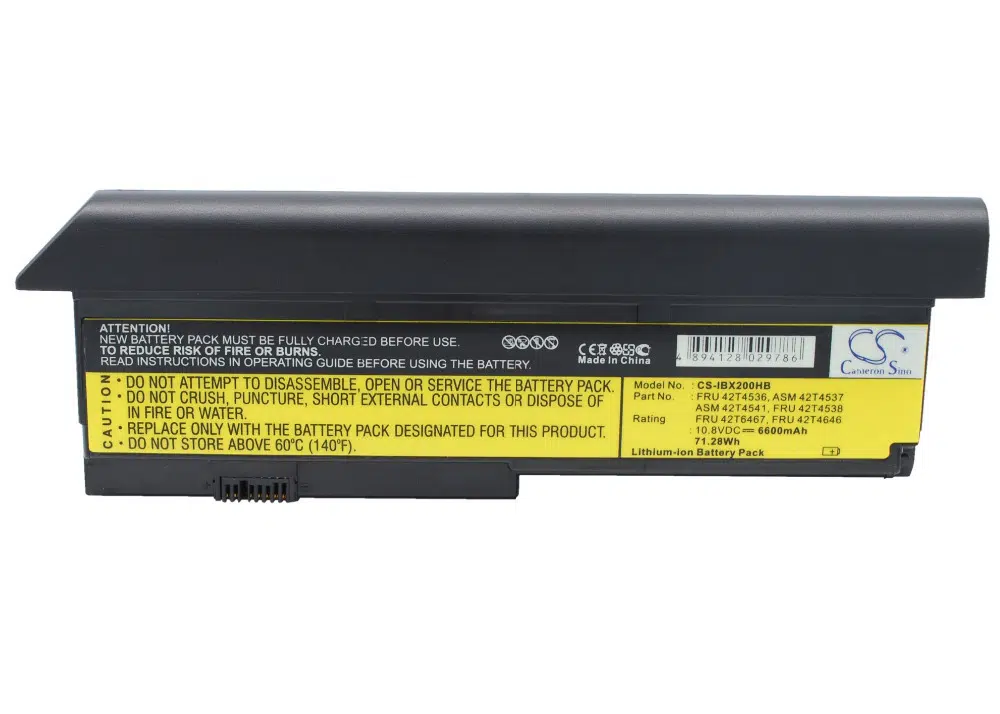 ATTENTION!
NEW BATTERY PACK MUST BE FULLY CHARGED BEFORE USE.
TO REDUCE RISK OF FIRE OR BURNS.
READ INSTRUCTIONS IN OPERATING GUIDE BEFORE USING THE BATTERY.
CAUTION
• DO NOT ATTEMPT TO DISASSEMBLE, OPEN OR SERVICE THE BATTERY PACK.
• DO NOT CRUSH, PUNCTURE, SHORT EXTERNAL CONTACTS OR DISPOSE OF
IN FIRE OR WATER.
• REPLACE ONLY WITH THE BATTERY PACK DESIGNATED FOR THIS PRODUCT.
• DO NOT STORE ABOVE 60°C (140°F).
CE
Made in China
4 894128 029786
CS
Cameron Sino
Model No. : CS-IBX200HB
Part No. : FRU 42T4536, ASM 42T4537
ASM 42T4541, FRU 42T4538
FRU 42T6467, FRU 42T4646
Rating : 10.8VDC 6600mAh
71.28Wh
Lithium-ion Battery Pack